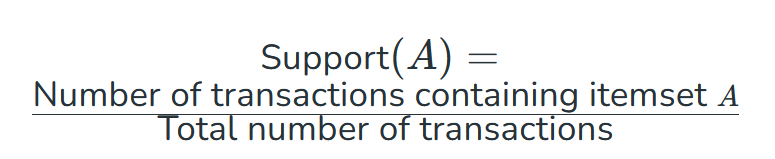 Support(A) =
Number of transactions containing itemset A
Total number of transactions